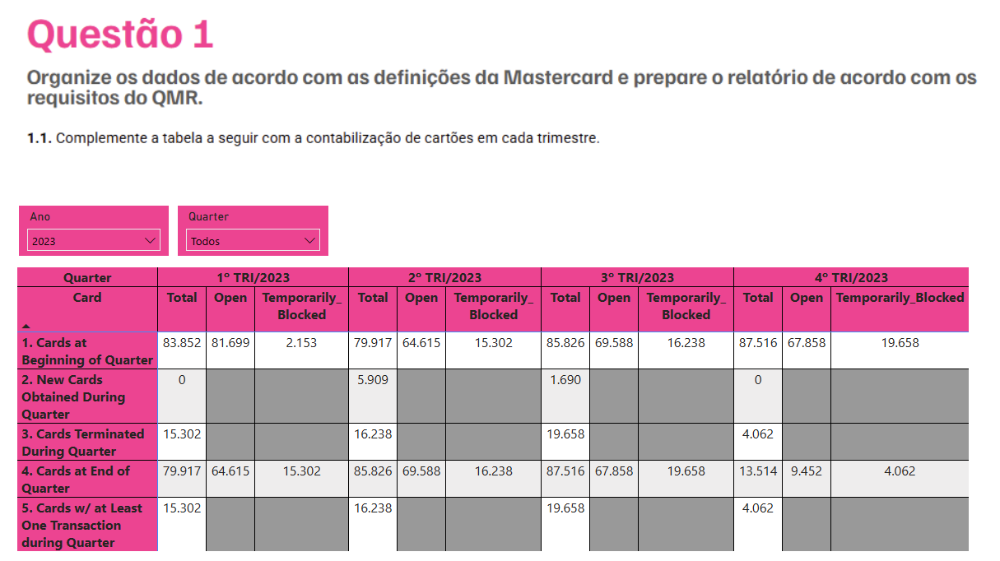 Questão 1
Organize os dados de acordo com as definições da Mastercard e prepare o relatório de acordo com os
requisitos do QMR.
1.1. Complemente a tabela a seguir com a contabilização de cartões em cada trimestre.
Ano Quarter
2023 Todos
Quarter 1º TRI/2023 2º TRI/2023 3º TRI/2023 4º TRI/2023
Card Total Open Temporarily_ Total Open Temporarily_ Total Open Temporarily_ Total Open Temporarily_Blocked
Blocked Blocked Blocked
1. Cards at 83.852 81.699 2.153 79.917 64.615 15.302 85.826 69.588 16.238 87.516 67.858 19.658
Beginning of Quarter
2. New Cards 0 5.909 1.690 0
Obtained During
Quarter
3. Cards Terminated 15.302 16.238 19.658 4.062
During Quarter
4. Cards at End of 79.917 64.615 15.302 85.826 69.588 16.238 87.516 67.858 19.658 13.514 9.452 4.062
Quarter
5. Cards w/ at Least 15.302 16.238 19.658 4.062
One Transaction
during Quarter